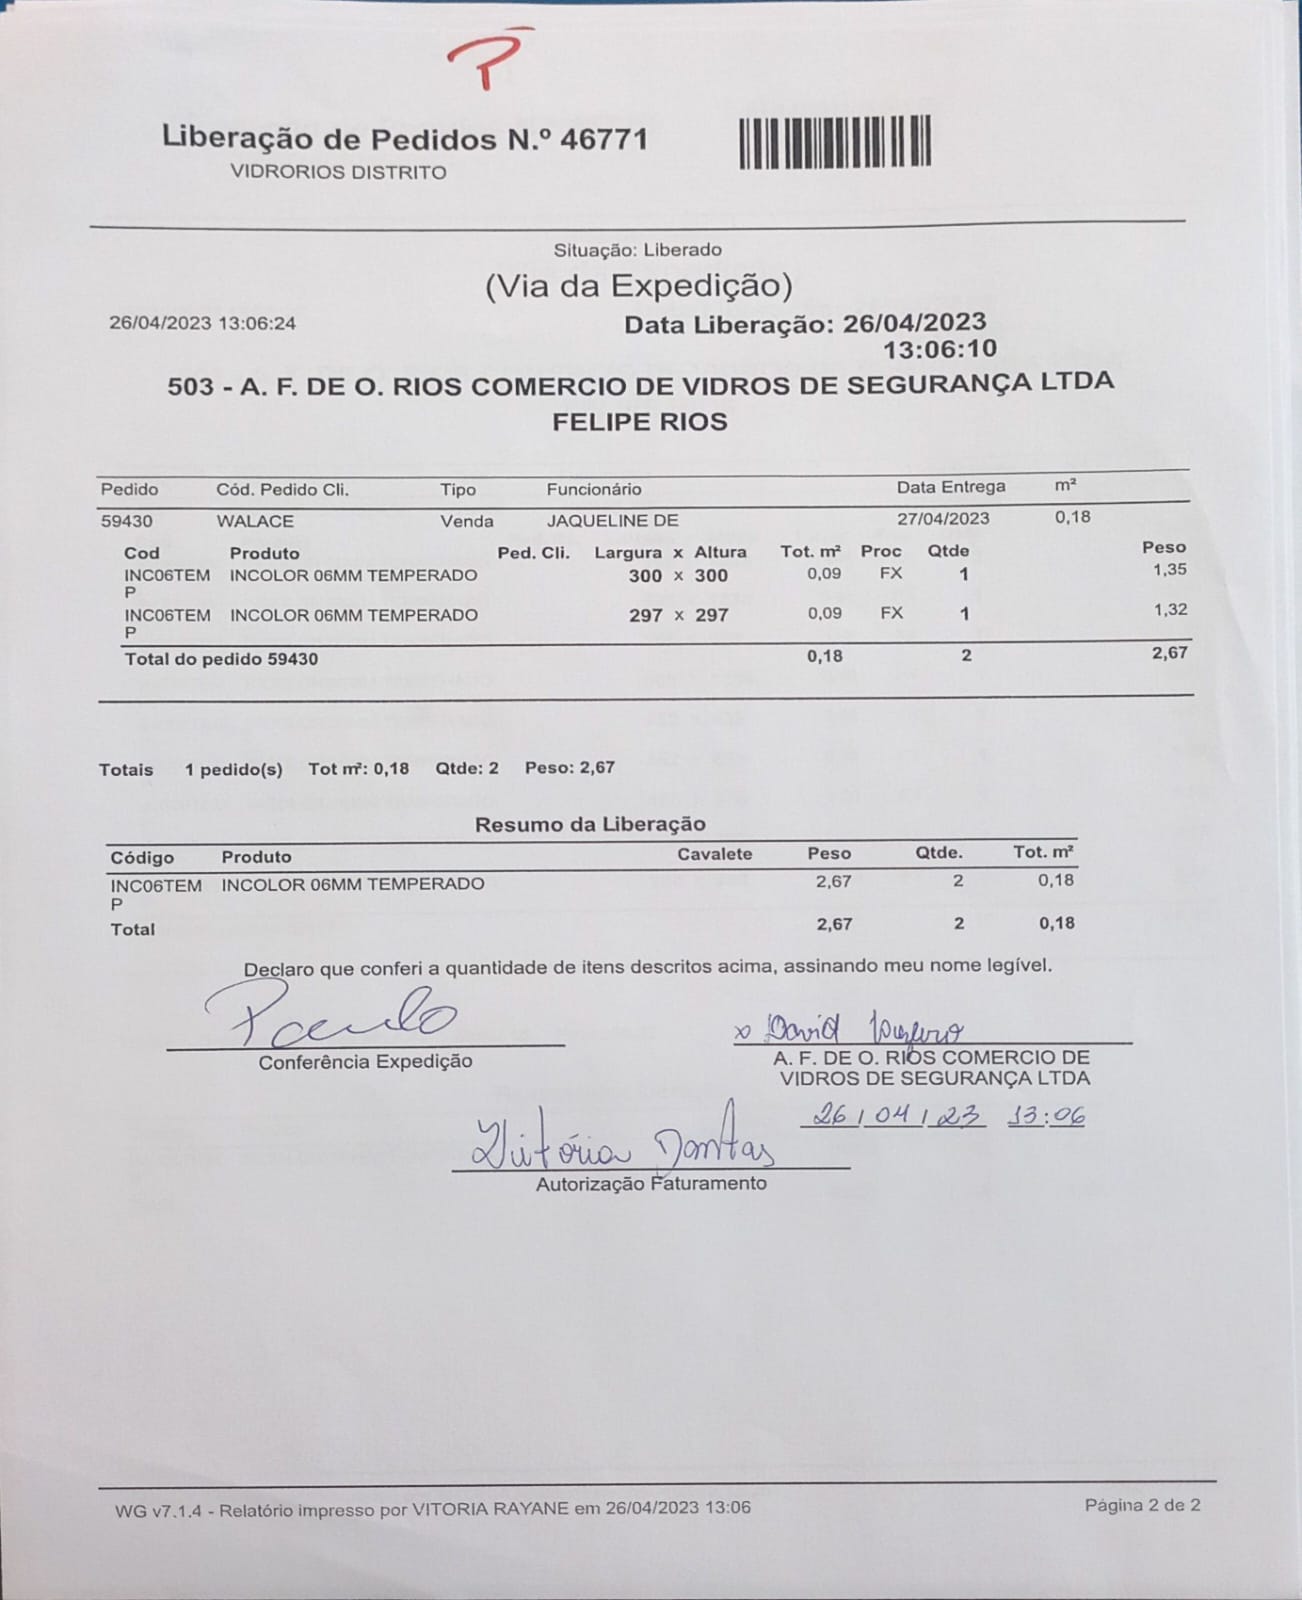 P
Liberação de Pedidos N.º 46771
VIDRORIOS DISTRITO
Situação: Liberado
(Via da Expedição)
26/04/2023 13:06:24
Data Liberação: 26/04/2023
13:06:10
503 - A. F. DE O. RIOS COMERCIO DE VIDROS DE SEGURANÇA LTDA
FELIPE RIOS
Pedido Cód. Pedido Cli. Tipo Funcionário Data Entrega m²
59430 WALACE Venda JAQUELINE DE 27/04/2023 0,18
Cod Produto Ped. Cli. Largura x Altura Tot. m² Proc Qtde Peso
INC06TEM INCOLOR 06MM TEMPERADO 300 x 300 0,09 FX 1 1,35
P
INC06TEM INCOLOR 06MM TEMPERADO 297 x 297 0,09 FX 1 1,32
P
Total do pedido 59430 0,18 2 2,67
Totais 1 pedido(s) Tot m²: 0,18 Qtde: 2 Peso: 2,67
Resumo da Liberação
Código Produto Cavalete Peso Qtde. Tot. m²
INC06TEM INCOLOR 06MM TEMPERADO 2,67 2 0,18
P
Total 2,67 2 0,18
Declaro que conferi a quantidade de itens descritos acima, assinando meu nome legível.
Paulo
x David
Conferência Expedição
A. F. DE O. RIOS COMERCIO DE
VIDROS DE SEGURANÇA LTDA
26/04/23 13:06
Vitória Dantas
Autorização Faturamento
WG v7.1.4 - Relatório impresso por VITORIA RAYANE em 26/04/2023 13:06
Página 2 de 2